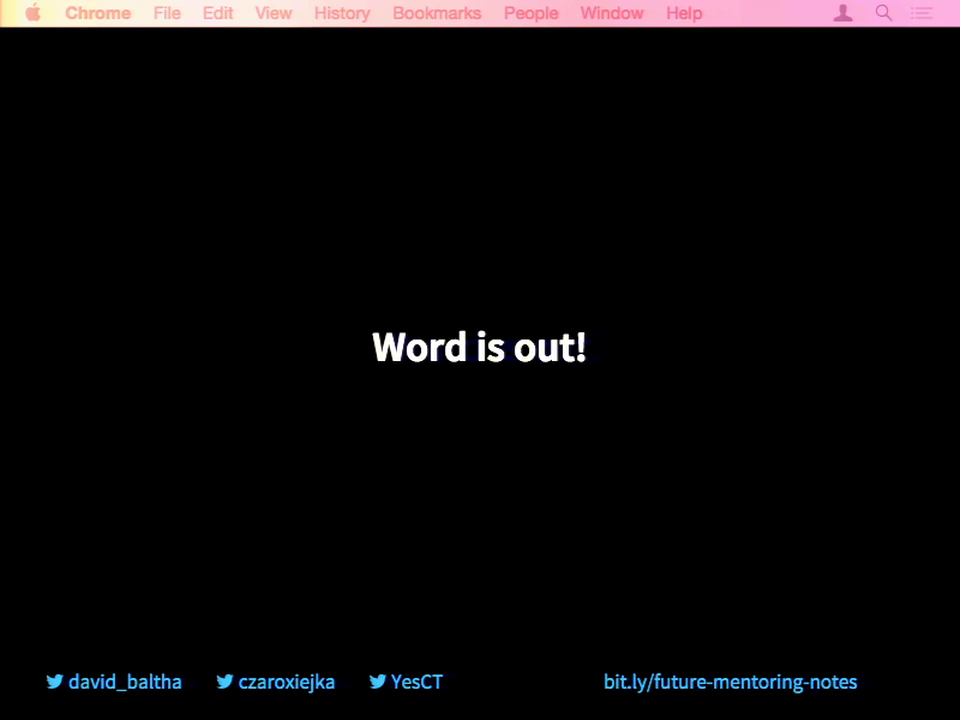 Chrome File Edit View History Bookmarks People Window Help
Word is out!
david_baltha czaroxiejka YesCT bit.ly/future-mentoring-notes